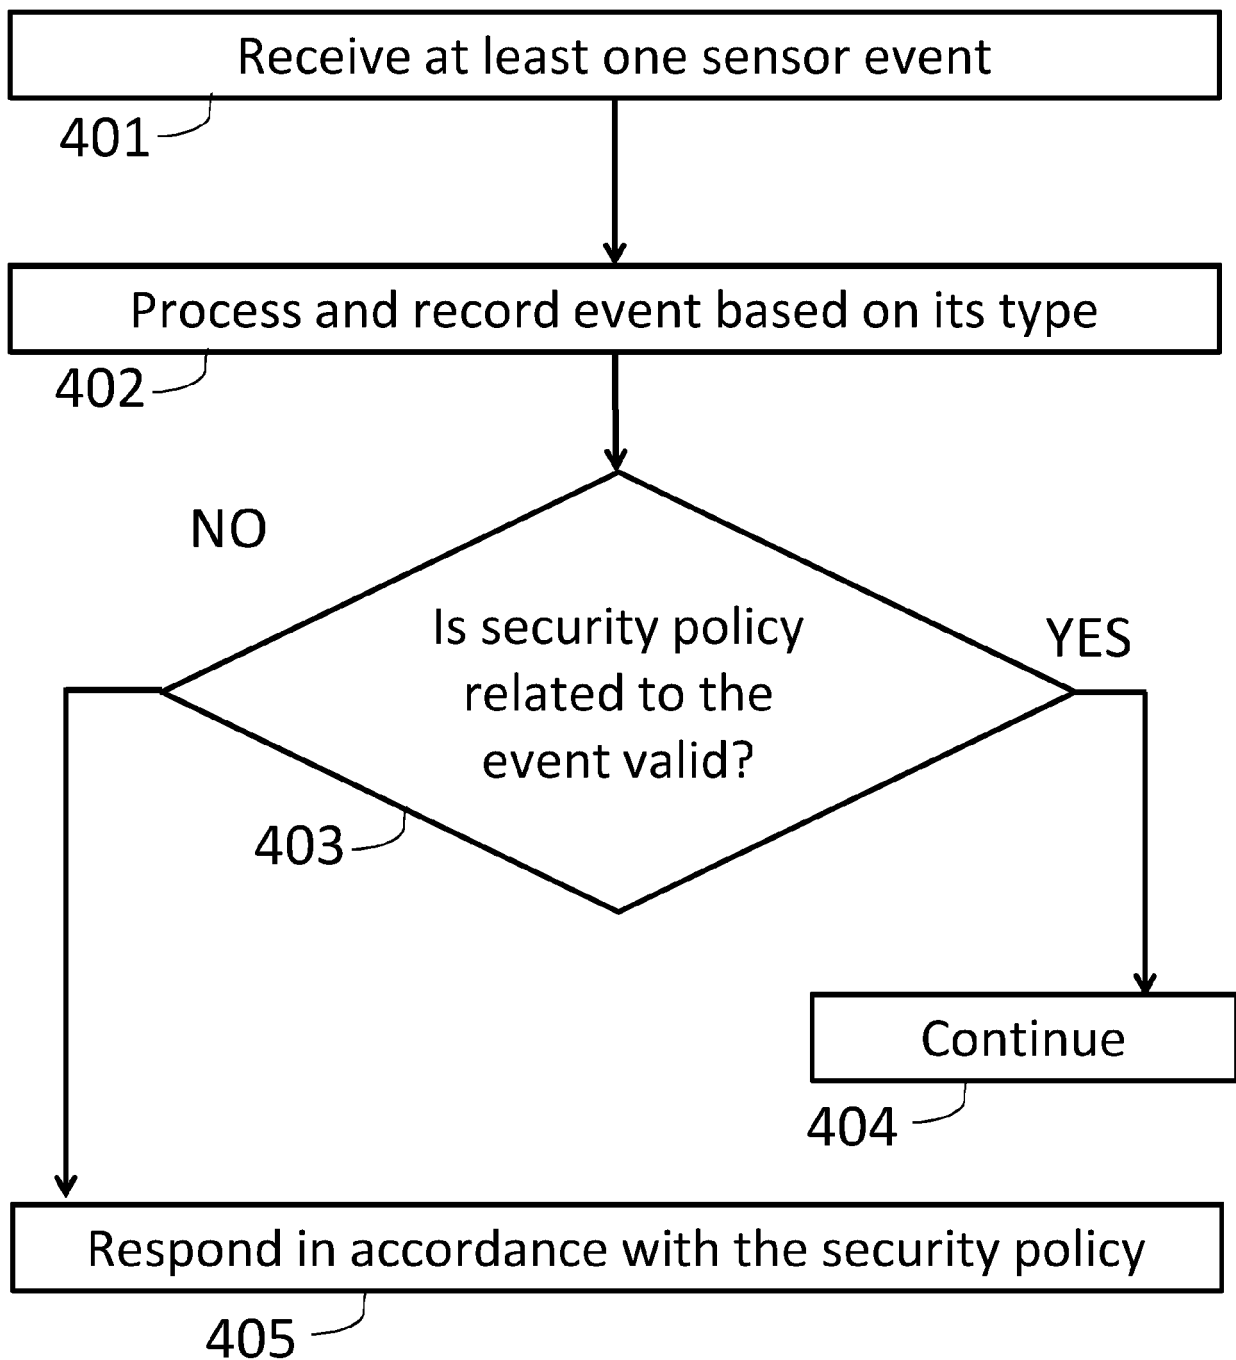 Receive at least one sensor event
401
Process and record event based on its type
402
NO
Is security policy
YES
related to the
event valid?
403
Continue
404
Respond in accordance with the security policy
405